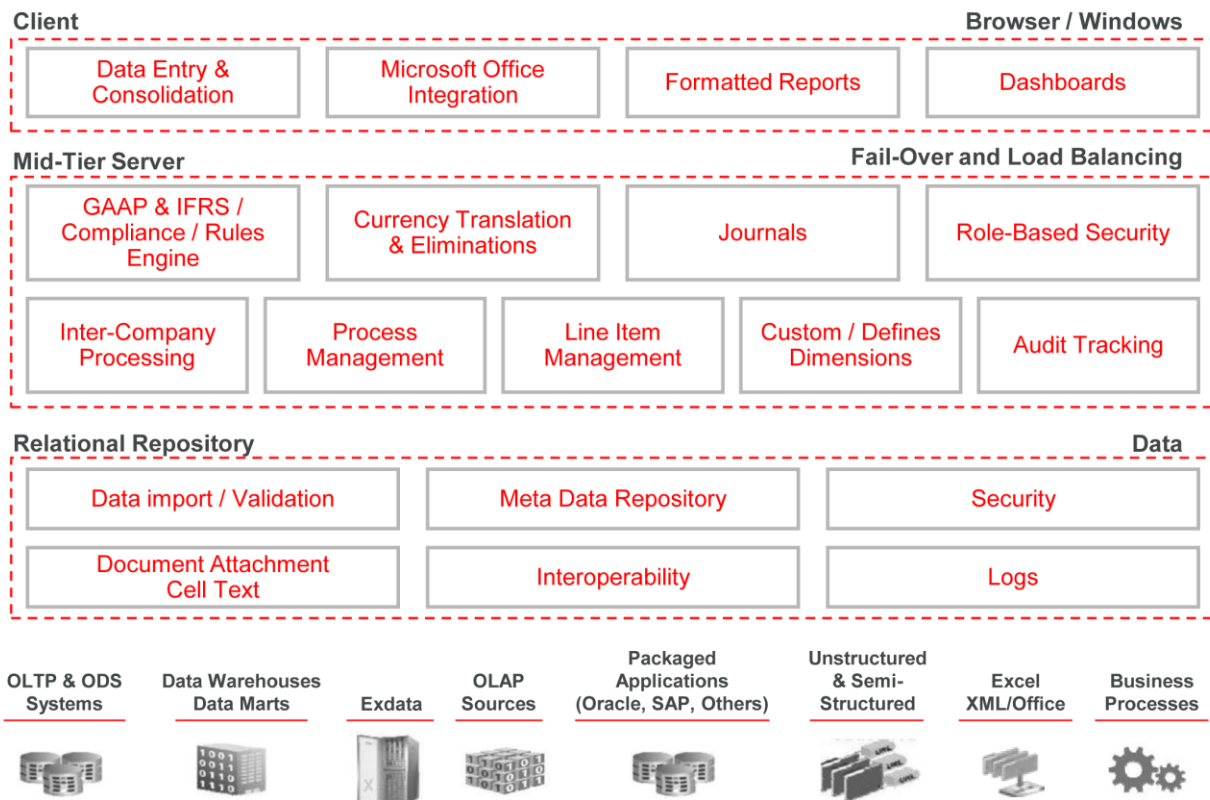 Client
Browser / Windows
Data Entry &
Consolidation
Microsoft Office
Integration
Formatted Reports
Dashboards
Mid-Tier Server
Fail-Over and Load Balancing
GAAP & IFRS /
Compliance / Rules
Engine
Currency Translation
& Eliminations
Journals
Role-Based Security
Inter-Company
Processing
Process
Management
Line Item
Management
Custom / Defines
Dimensions
Audit Tracking
Relational Repository
Data
Data import / Validation
Meta Data Repository
Security
Document Attachment
Cell Text
Interoperability
Logs
OLTP & ODS
Systems
Data Warehouses
Data Marts
Exdata
OLAP
Sources
Packaged
Applications
(Oracle, SAP, Others)
Unstructured
& Semi-
Structured
Excel
XML/Office
Business
Processes